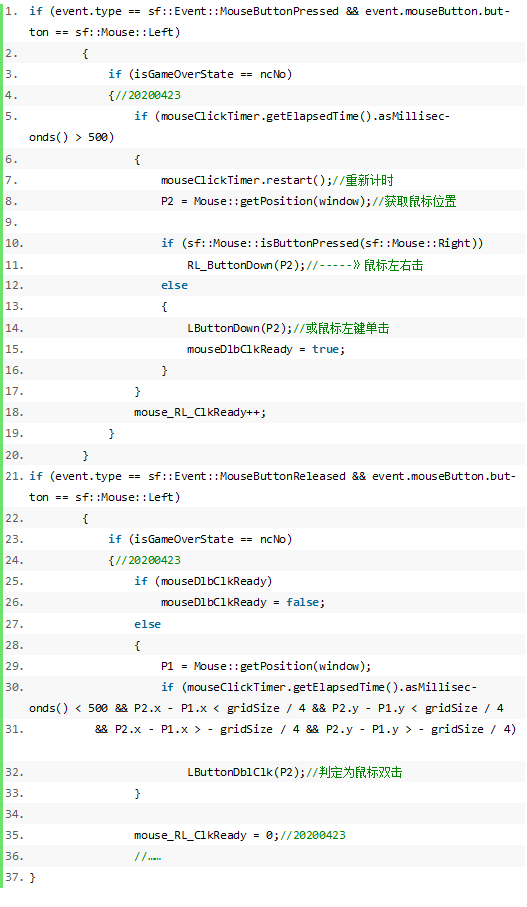 1. if (event.type == sf::Event::MouseButtonPressed && event.mouseButton.but-
ton == sf::Mouse::Left)
2. {
3. if (isGameOverState == ncNo)
4. {//20200423
5. if (mouseClickTimer.getElapsedTime().asMillisec-
onds() > 500)
6. {
7. mouseClickTimer.restart();//重新计时
8. P2 = Mouse::getPosition(window);//获取鼠标位置
9.
10. if (sf::Mouse::isButtonPressed(sf::Mouse::Right))
11. RL_ButtonDown(P2);//-----》鼠标左右击
12. else
13. {
14. LButtonDown(P2);//或鼠标左键单击
15. mouseDlbClkReady = true;
16. }
17. }
18. mouse_RL_ClkReady++;
19. }
20. }
21. if (event.type == sf::Event::MouseButtonReleased && event.mouseButton.but-
ton == sf::Mouse::Left)
22. {
23. if (isGameOverState == ncNo)
24. {//20200423
25. if (mouseDlbClkReady)
26. mouseDlbClkReady = false;
27. else
28. {
29. P1 = Mouse::getPosition(window);
30. if (mouseClickTimer.getElapsedTime().asMillisec-
onds() < 500 && P2.x - P1.x < gridSize / 4 && P2.y - P1.y < gridSize / 4
31. && P2.x - P1.x > - gridSize / 4 && P2.y - P1.y > - gridSize / 4)
32. LButtonDblClk(P2);//判定为鼠标双击
33. }
34.
35. mouse_RL_ClkReady = 0;//20200423
36. //……
37. }